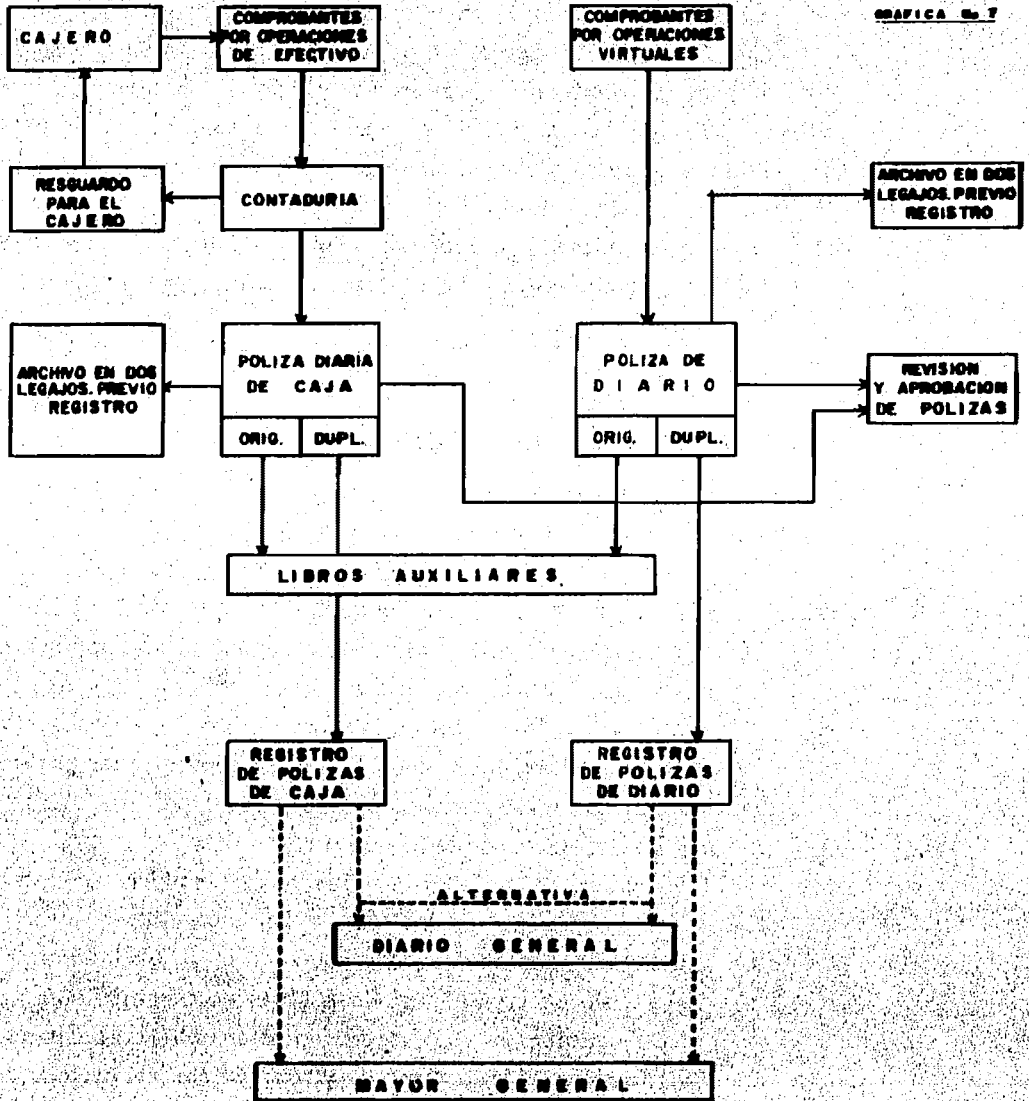 GRAFICA No. 7
CAJERO
COMPROBANTES
POR OPERACIONES
DE EFECTIVO
COMPROBANTES
POR OPERACIONES
VIRTUALES
RESGUARDO
PARA EL
CAJERO
CONTADURIA
ARCHIVO EN DOS
LEGAJOS. PREVIO
REGISTRO
ARCHIVO EN DOS
LEGAJOS. PREVIO
REGISTRO
POLIZA DIARIA
DE CAJA
ORIG.
DUPL.
POLIZA DE
DIARIO
ORIG.
DUPL.
REVISION
Y APROBACION
DE POLIZAS
LIBROS AUXILIARES.
REGISTRO
DE POLIZAS
DE CAJA
REGISTRO
DE POLIZAS
DE DIARIO
ALTERNATIVA
DIARIO GENERAL
MAYOR GENERAL